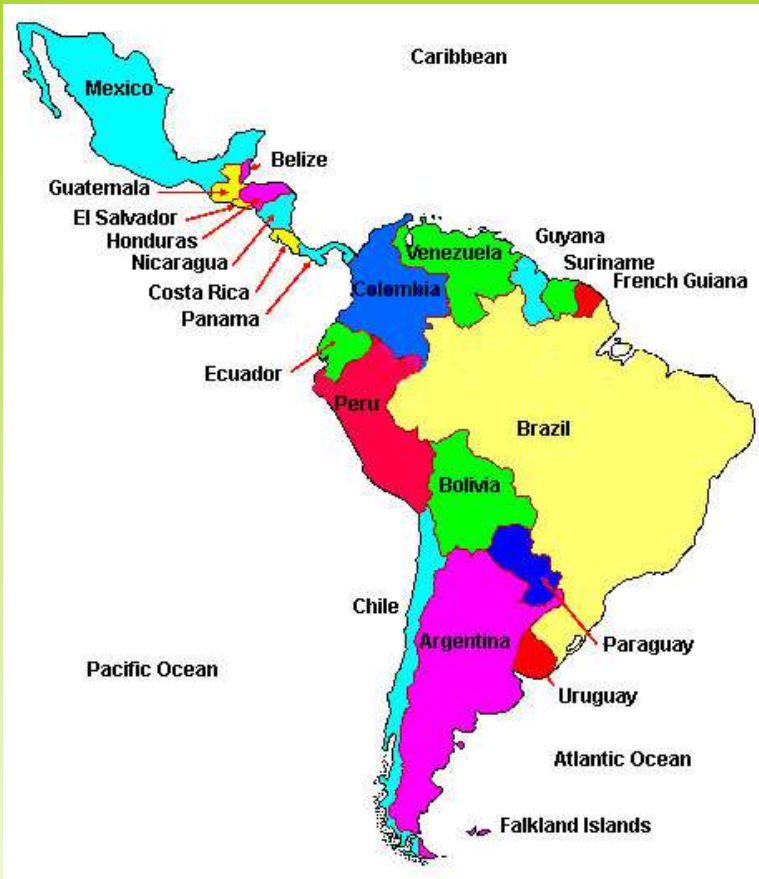 Caribbean
Mexico
Belize
Guatemala
El Salvador
Honduras
Nicaragua
Costa Rica
Panama
Venezuela
Guyana
Suriname
French Guiana
Colombia
Ecuador
Peru
Brazil
Bolivia
Chile
Argentina
Paraguay
Pacific Ocean
Uruguay
Atlantic Ocean
Falkland Islands